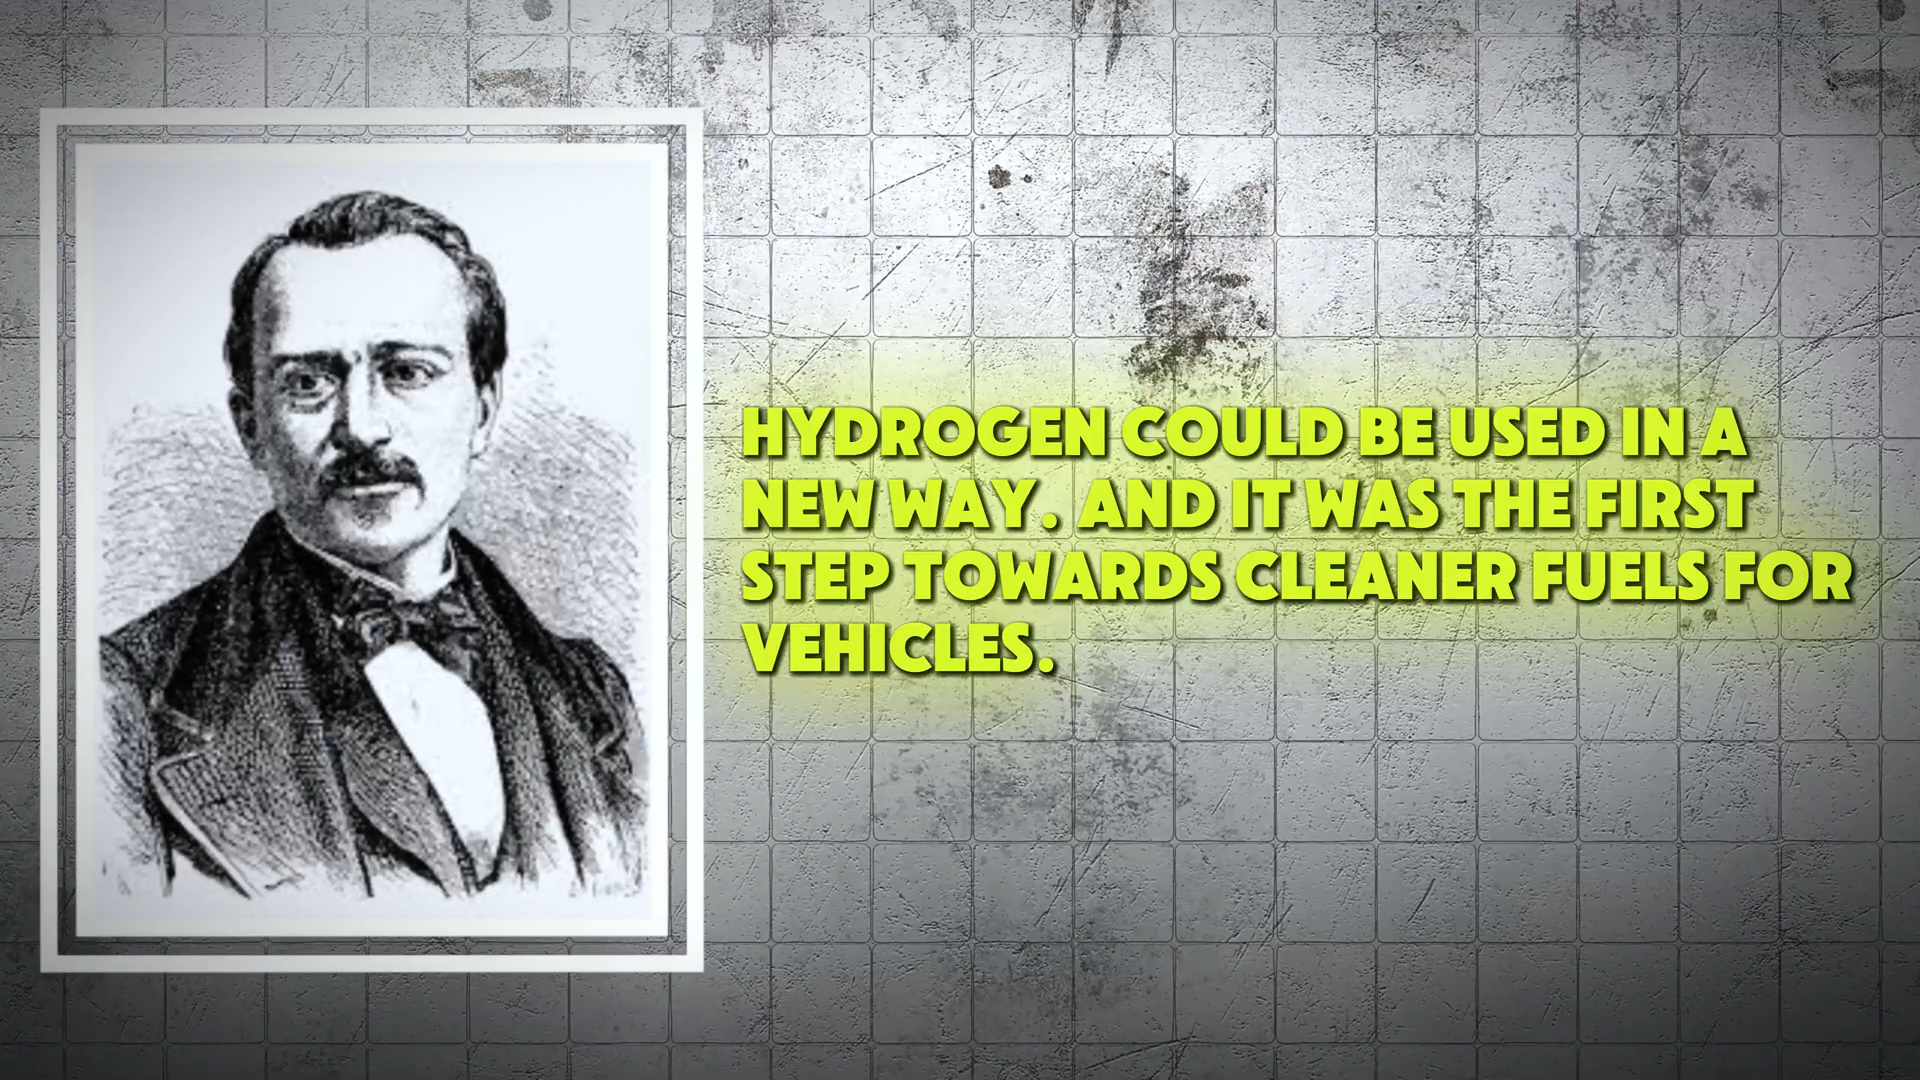 HYDROGEN COULD BE USED IN A
NEW WAY. AND IT WAS THE FIRST
STEP TOWARDS CLEANER FUELS FOR
VEHICLES.